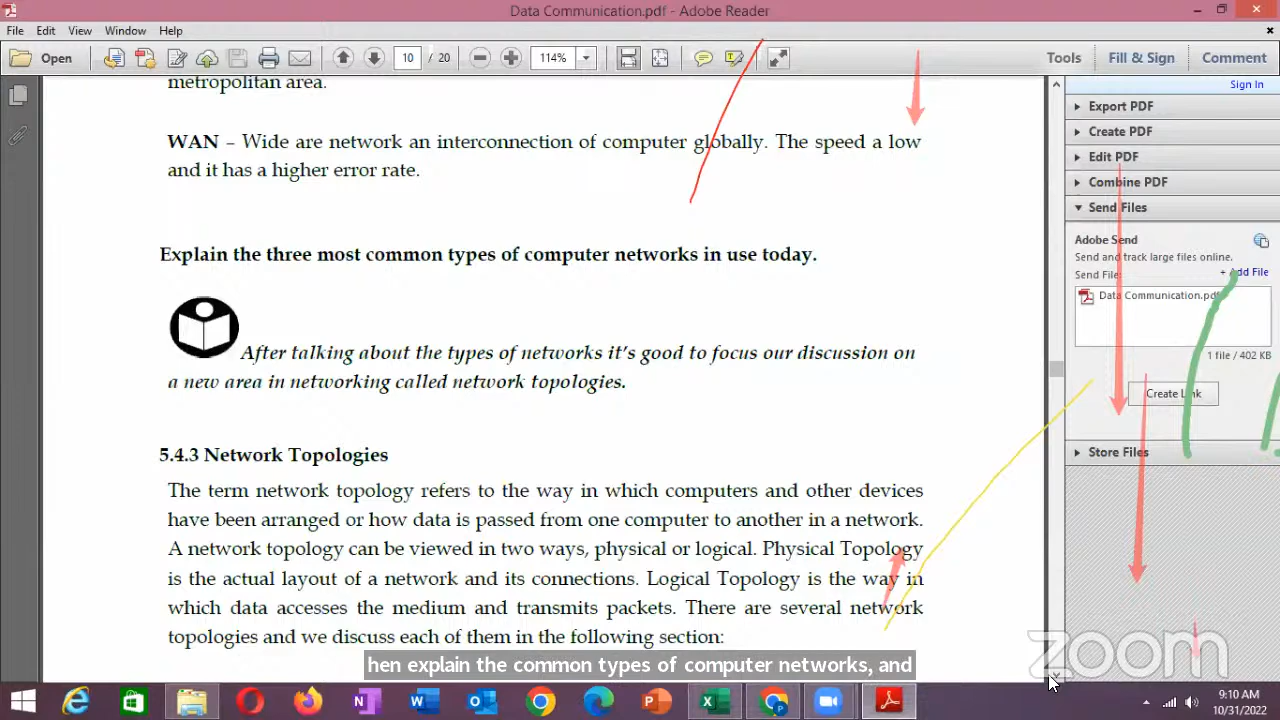 Data Communication.pdf - Adobe Reader
File Edit View Window Help
Open 10 / 20 114% Tools Fill & Sign Comment
Sign In
Export PDF
Create PDF
Edit PDF
Combine PDF
Send Files
Adobe Send
Send and track large files online.
Send File:
+ Add File
Data Communication.pdf
1 file / 402 KB
Create Link
Store Files
metropolitan area.
WAN – Wide are network an interconnection of computer globally. The speed a low
and it has a higher error rate.
Explain the three most common types of computer networks in use today.
After talking about the types of networks it's good to focus our discussion on
a new area in networking called network topologies.
5.4.3 Network Topologies
The term network topology refers to the way in which computers and other devices
have been arranged or how data is passed from one computer to another in a network.
A network topology can be viewed in two ways, physical or logical. Physical Topology
is the actual layout of a network and its connections. Logical Topology is the way in
which data accesses the medium and transmits packets. There are several network
topologies and we discuss each of them in the following section:
hen explain the common types of computer networks, and
zoom
9:10 AM
10/31/2022